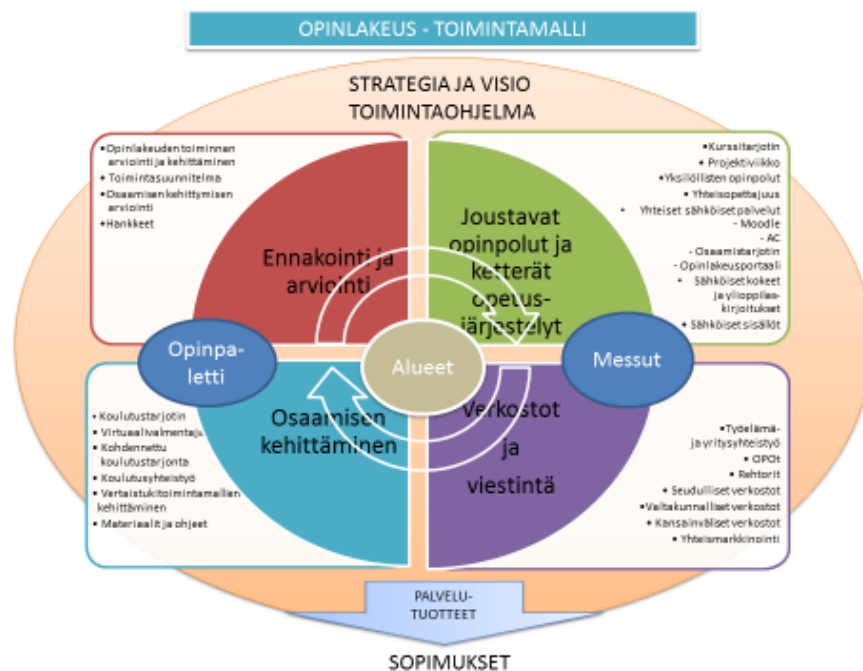 OPINLAKEUS - TOIMINTAMALLI
STRATEGIA JA VISIO
TOIMINTAOHJELMA
•Opinlakeuden toiminnan
arviointi ja kehittäminen
• Toimintasuunnitelma
•Osaamisen kehittymisen
arviointi
• Hankkeet
Ennakointi ja
arviointi
Joustavat
opinpolut ja
ketterät
opetus-
järjestelyt
•Kurssitarjotin
• Projektiviikko
•Yksilöllisten opinpolut
• Yhteisopettajuus
• Yhteiset sähköiset palvelut
- Moodle
- AC
- Osaamistarjotin
- Opinlakeusportaali
• Sähköiset kokeet
ja ylioppilas-
kirjoitukset
• Sähköiset sisällöt
Opinpa-
letti
Alueet
Messut
• Koulutustarjotin
• Virtuaalivalmentaju
• Kohdennettu
koulutustarjonta
• Koulutusyhteistyö
• Vertaistukitoimintamallien
kehittäminen
• Materiaalit ja ohjeet
Osaamisen
kehittäminen
Verkostot
ja
viestintä
•Työelämä-
ja yritysyhteistyö
• OPOt
• Rehtorit
• Seudulliset verkostot
•Valtakunnalliset verkostot
• Kansainväliset verkostot
• Yhteismarkkinointi
PALVELU-
TUOTTEET
SOPIMUKSET